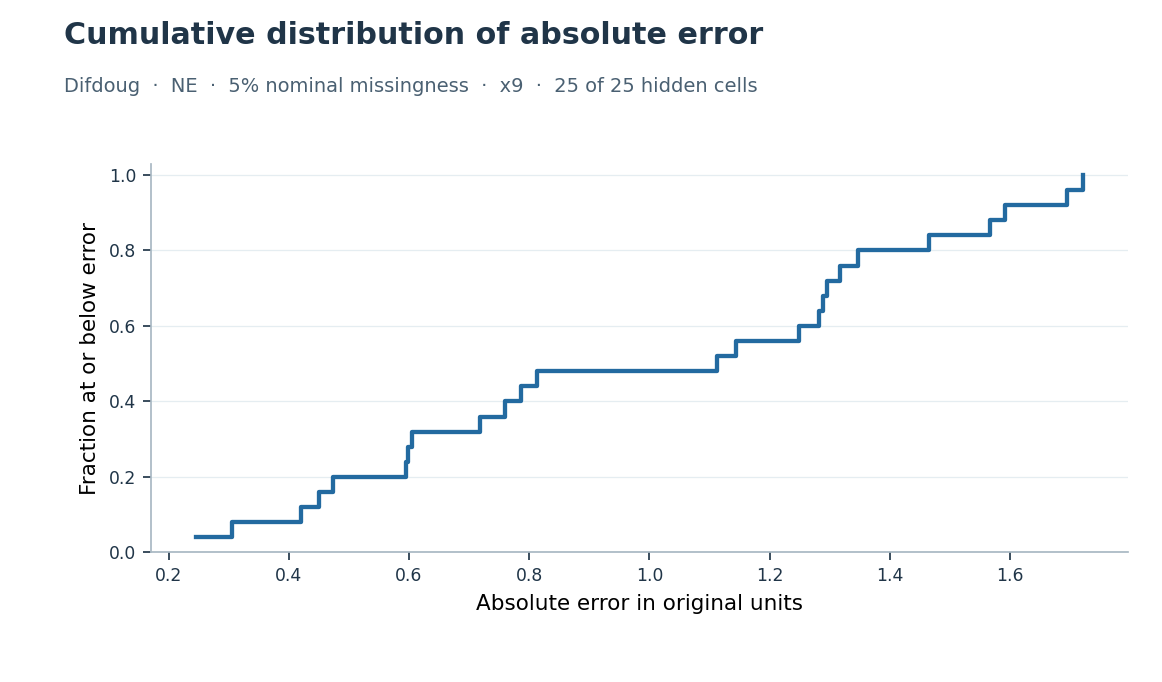 Cumulative distribution of absolute error
Difdoug · NE · 5% nominal missingness · x9 · 25 of 25 hidden cells
Fraction at or below error
1.0
0.8
0.6
0.4
0.2
0.0
0.2 0.4 0.6 0.8 1.0 1.2 1.4 1.6
Absolute error in original units